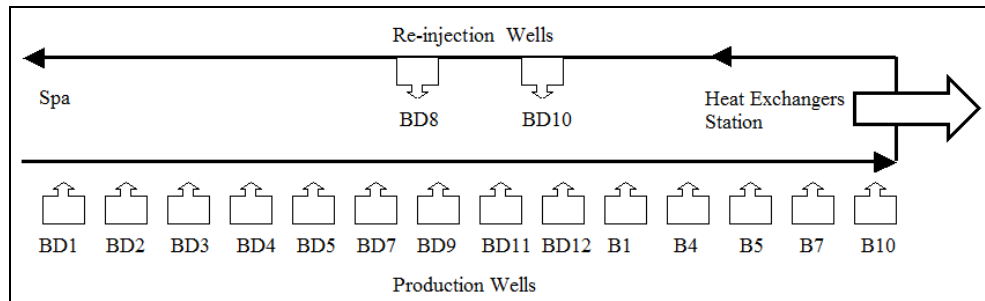 Re-injection Wells
Spa
BD8
BD10
Heat Exchangers
Station
BD1 BD2 BD3 BD4 BD5 BD7 BD9 BD11 BD12 B1 B4 B5 B7 B10
Production Wells